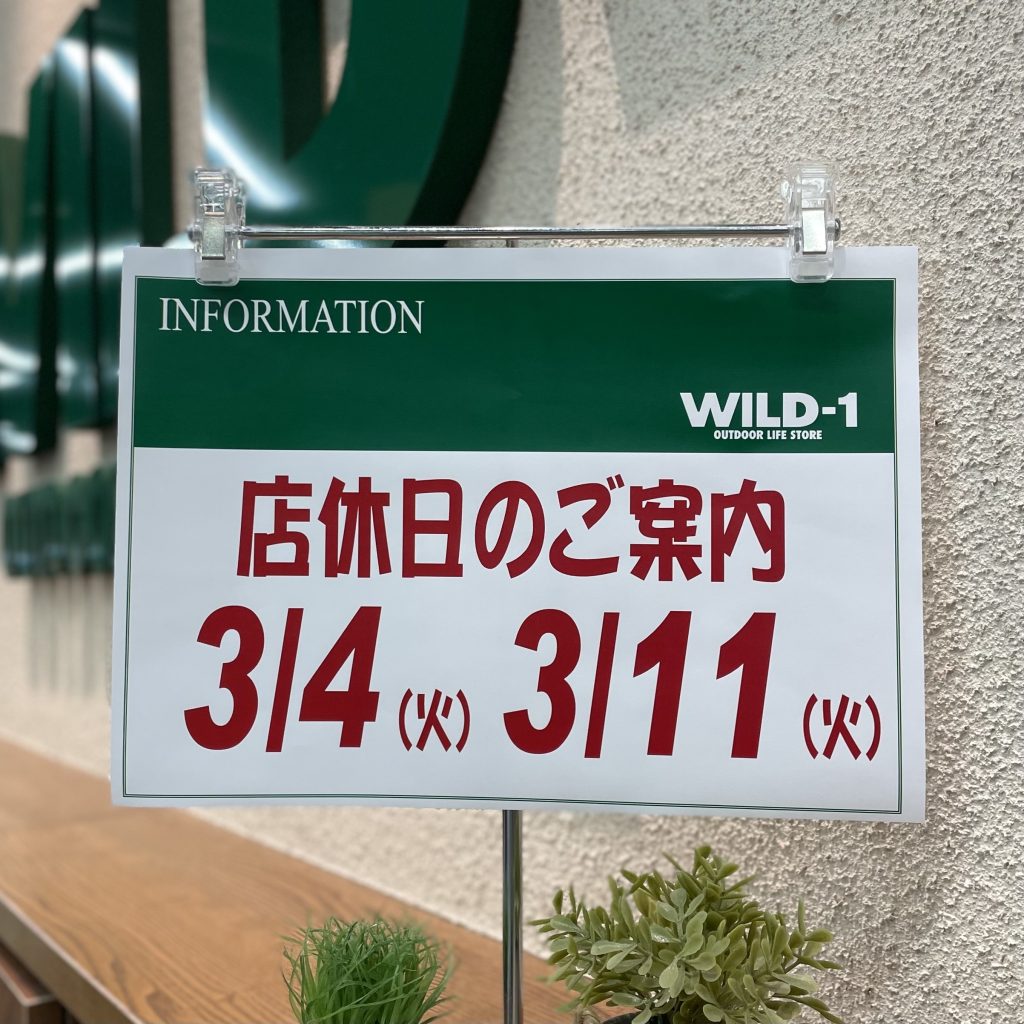 INFORMATION
WILD-1
OUTDOOR LIFE STORE
店休日のご案内
3/4(火) 3/11(火)